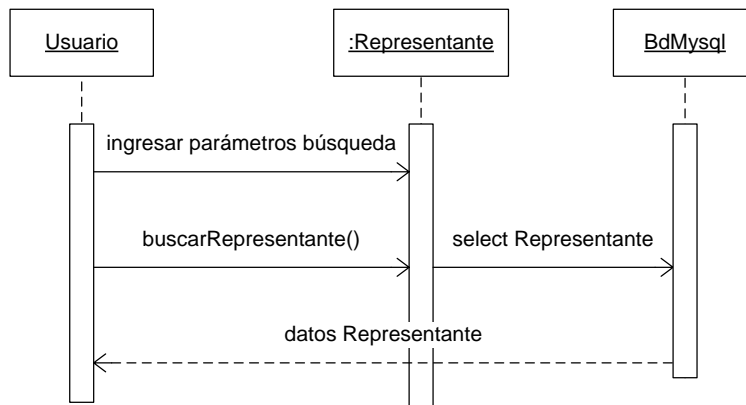 Usuario
:Representante
BdMysql
ingresar parámetros búsqueda
buscarRepresentante()
select Representante
datos Representante